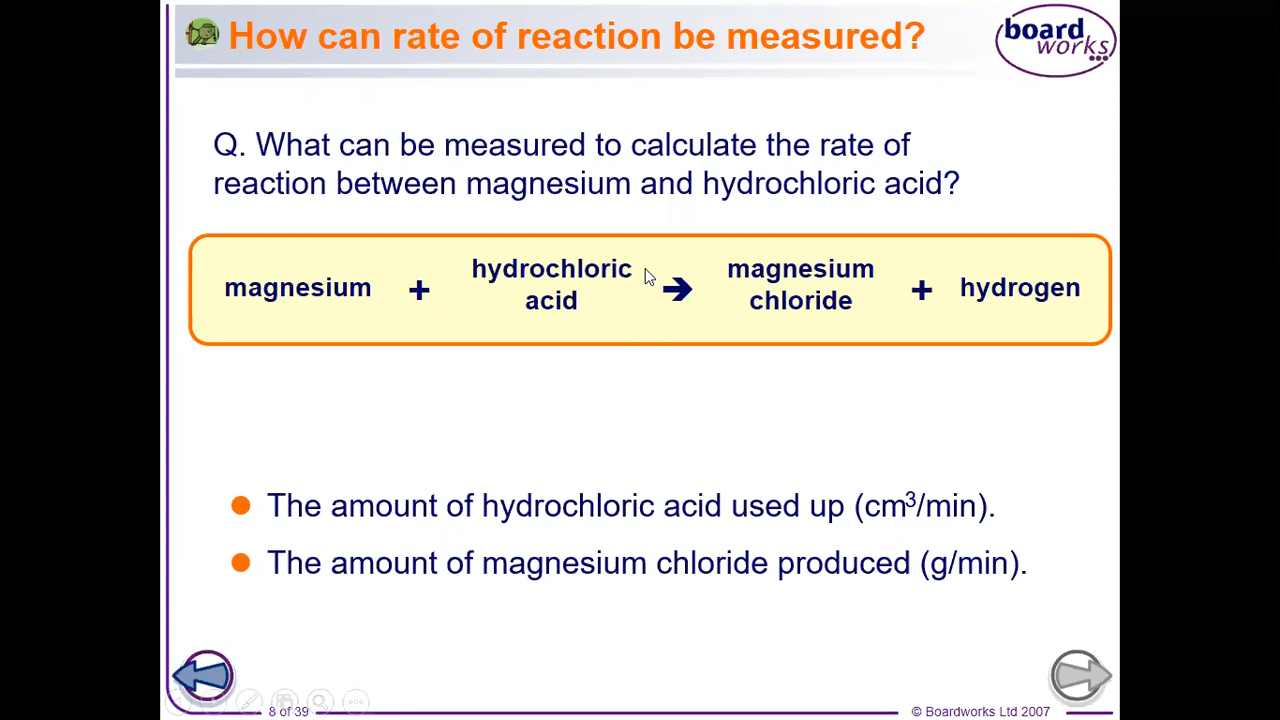 How can rate of reaction be measured?
board
works
Q. What can be measured to calculate the rate of
reaction between magnesium and hydrochloric acid?
magnesium + hydrochloric acid ➔ magnesium chloride + hydrogen
● The amount of hydrochloric acid used up (cm³/min).
● The amount of magnesium chloride produced (g/min).
8 of 39
© Boardworks Ltd 2007